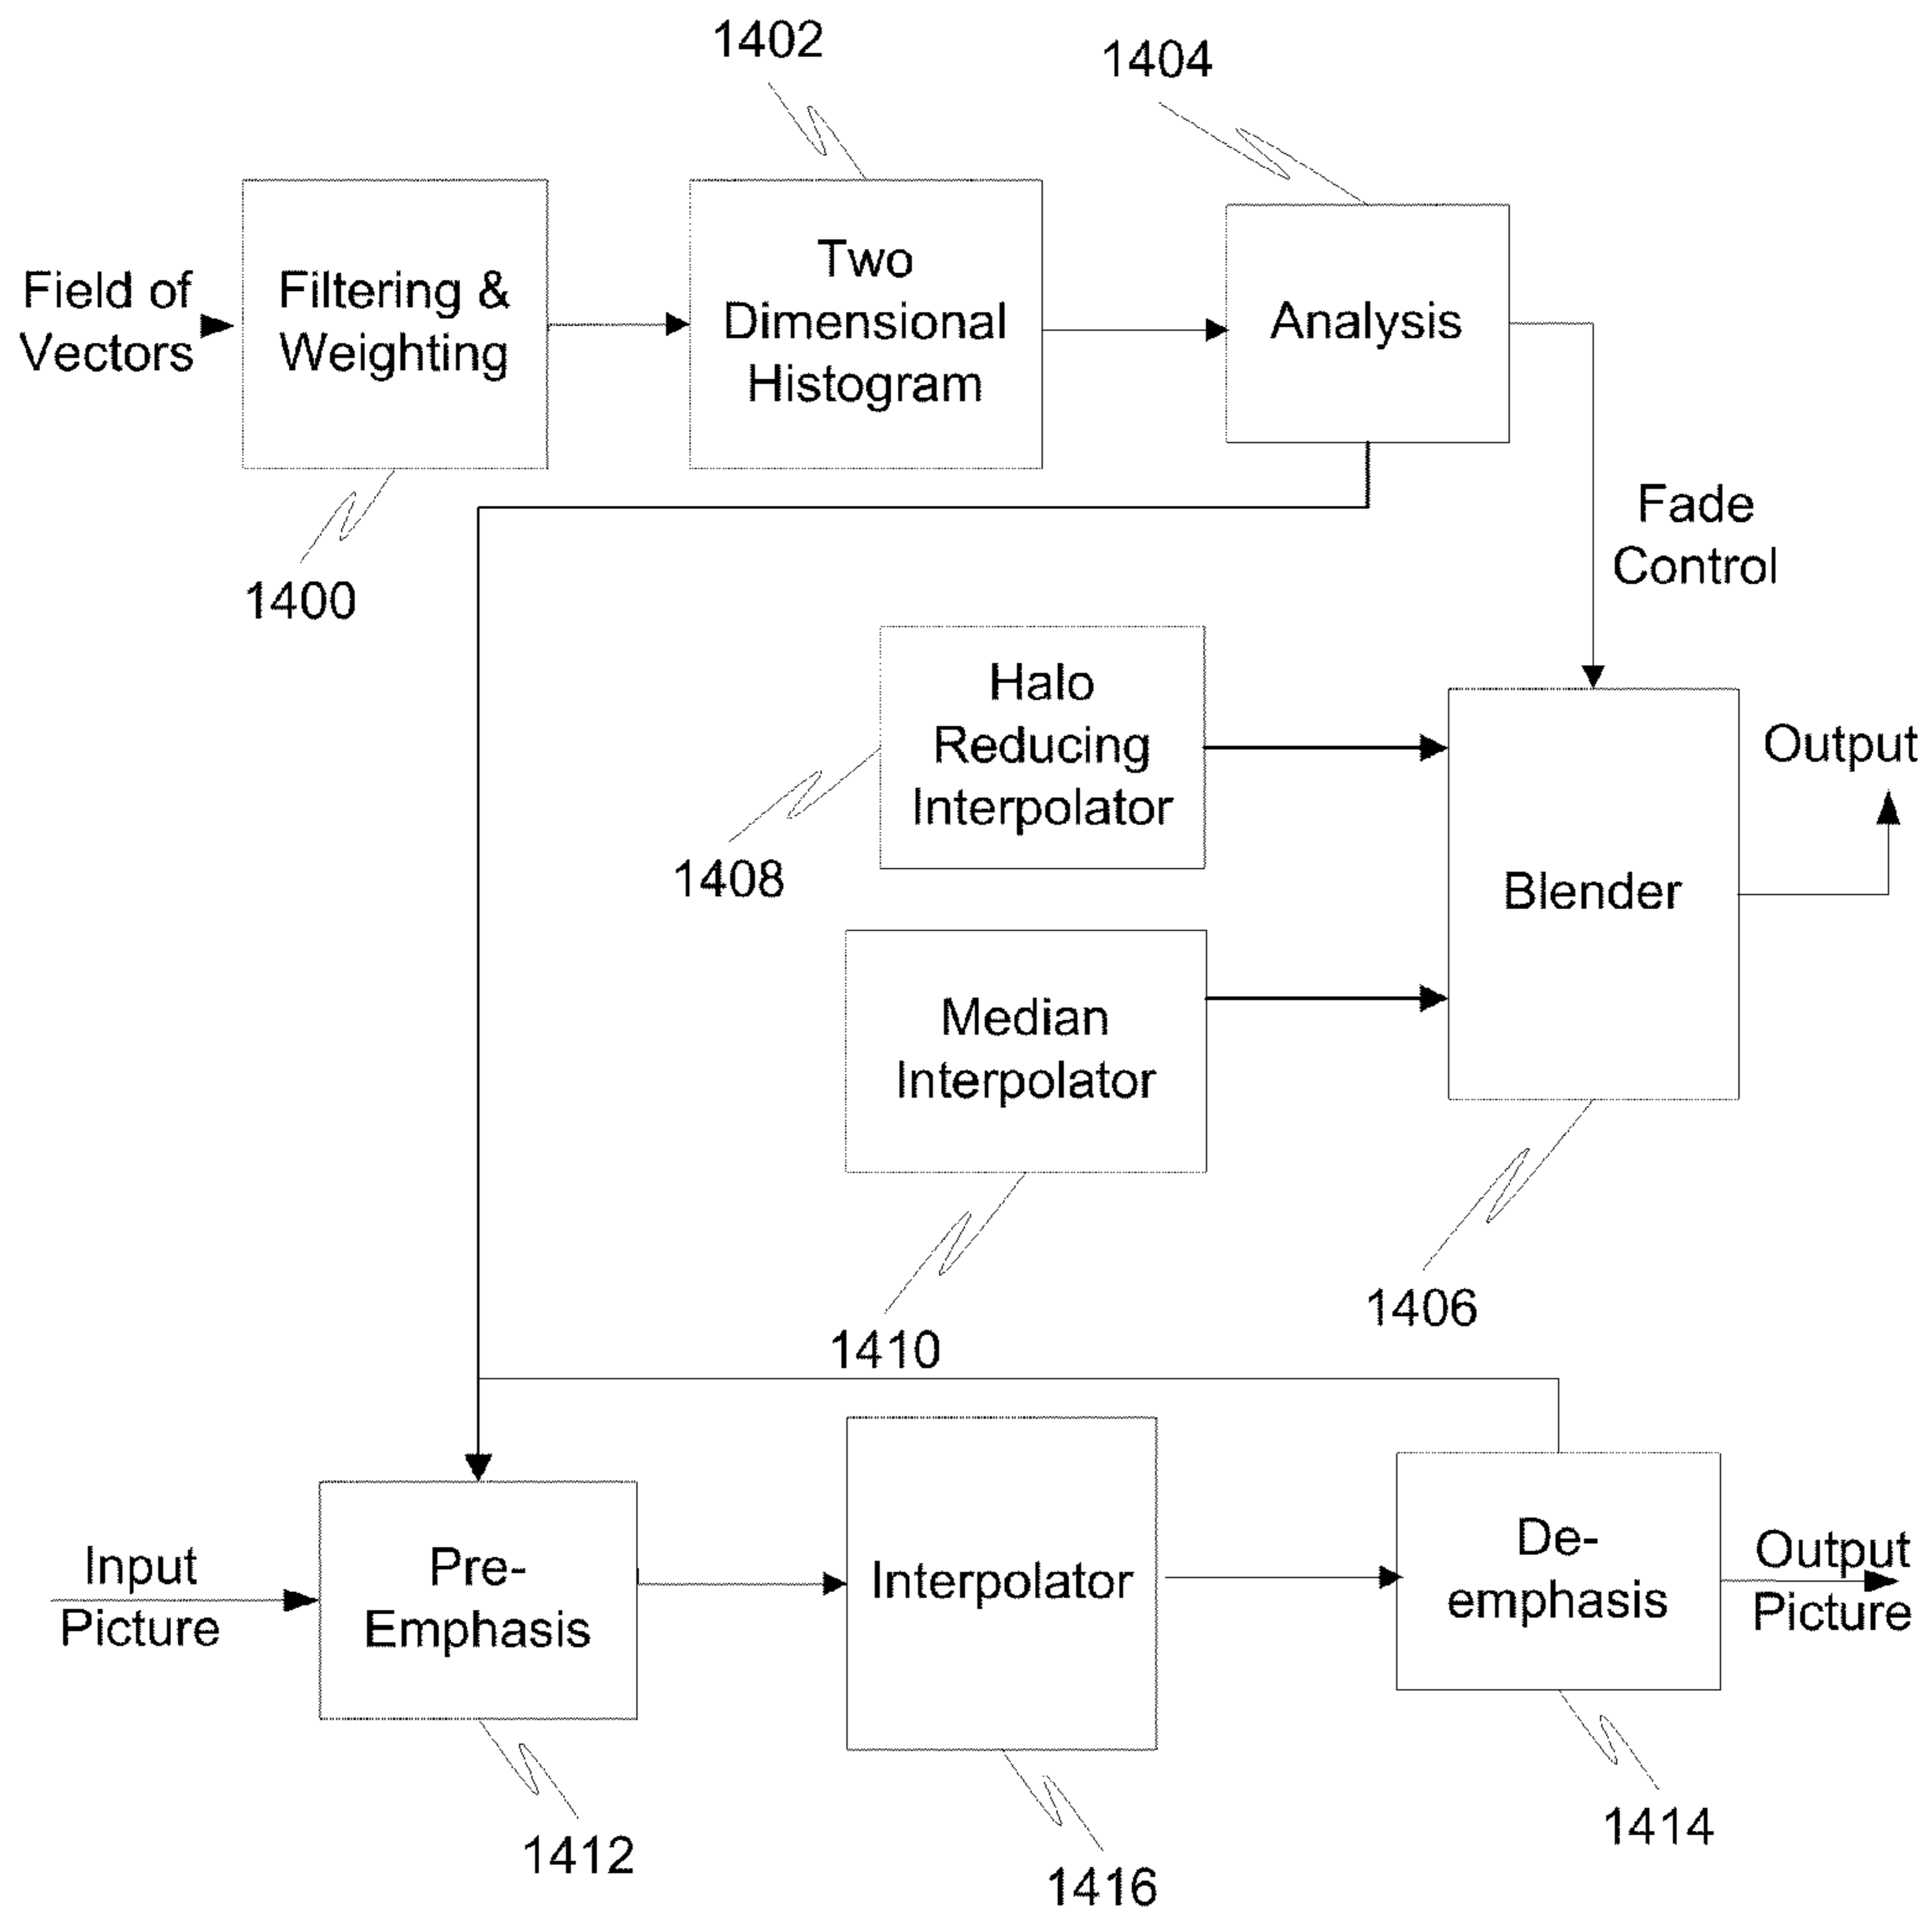 1402
1404
Field of
Vectors
Filtering &
Weighting
Two
Dimensional
Histogram
Analysis
1400
Fade
Control
Halo
Reducing
Interpolator
1408
Output
Blender
Median
Interpolator
1410
1406
Input
Picture
Pre-
Emphasis
Interpolator
De-
emphasis
Output
Picture
1412
1416
1414